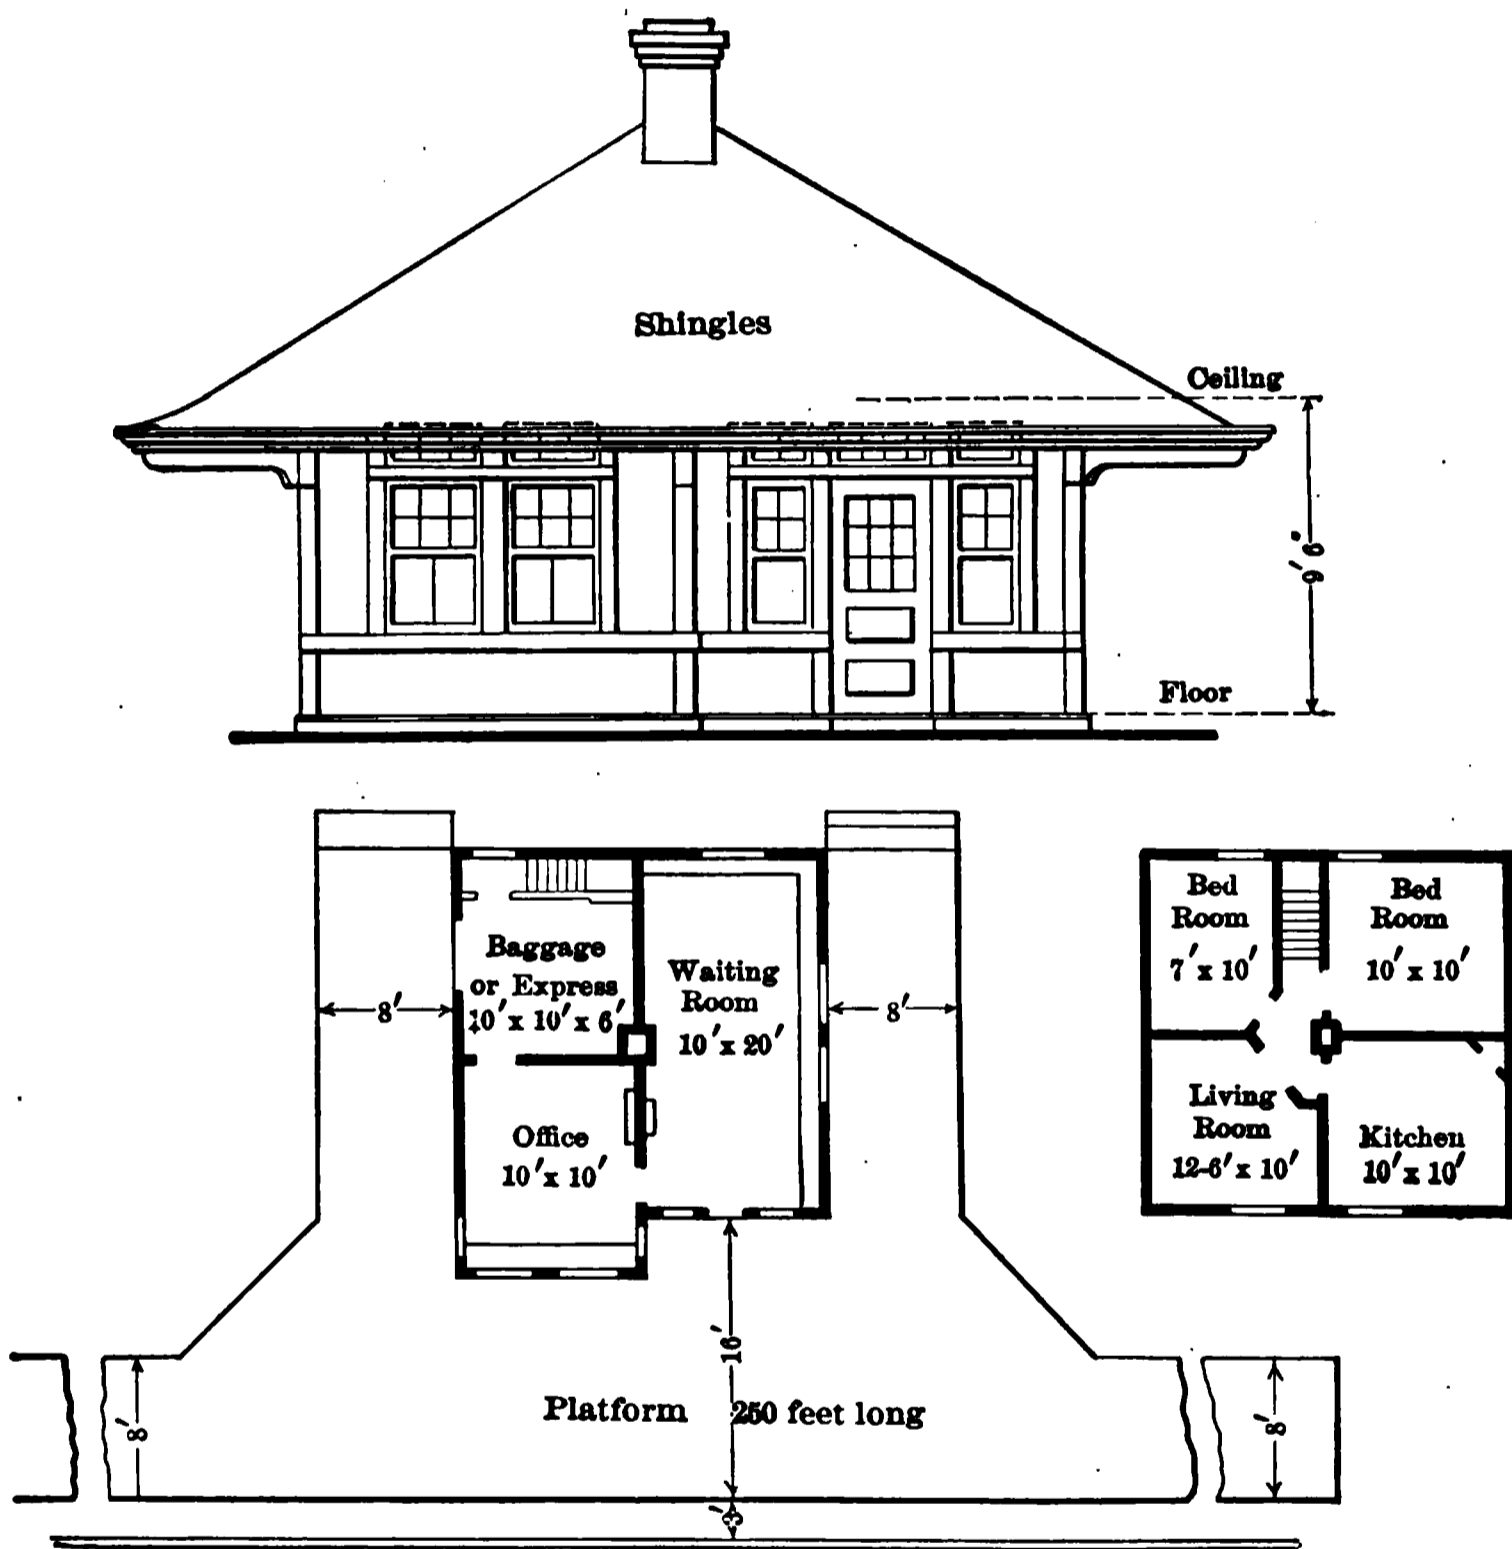 Shingles
Ceiling
9' 6"
Floor
Baggage
or Express
10' x 10' x 6'
Waiting
Room
10' x 20'
8'
8'
Office
10' x 10'
Bed
Room
7' x 10'
Bed
Room
10' x 10'
Living
Room
12-6' x 10'
Kitchen
10' x 10'
16'
Platform 250 feet long
8'
8'
3'